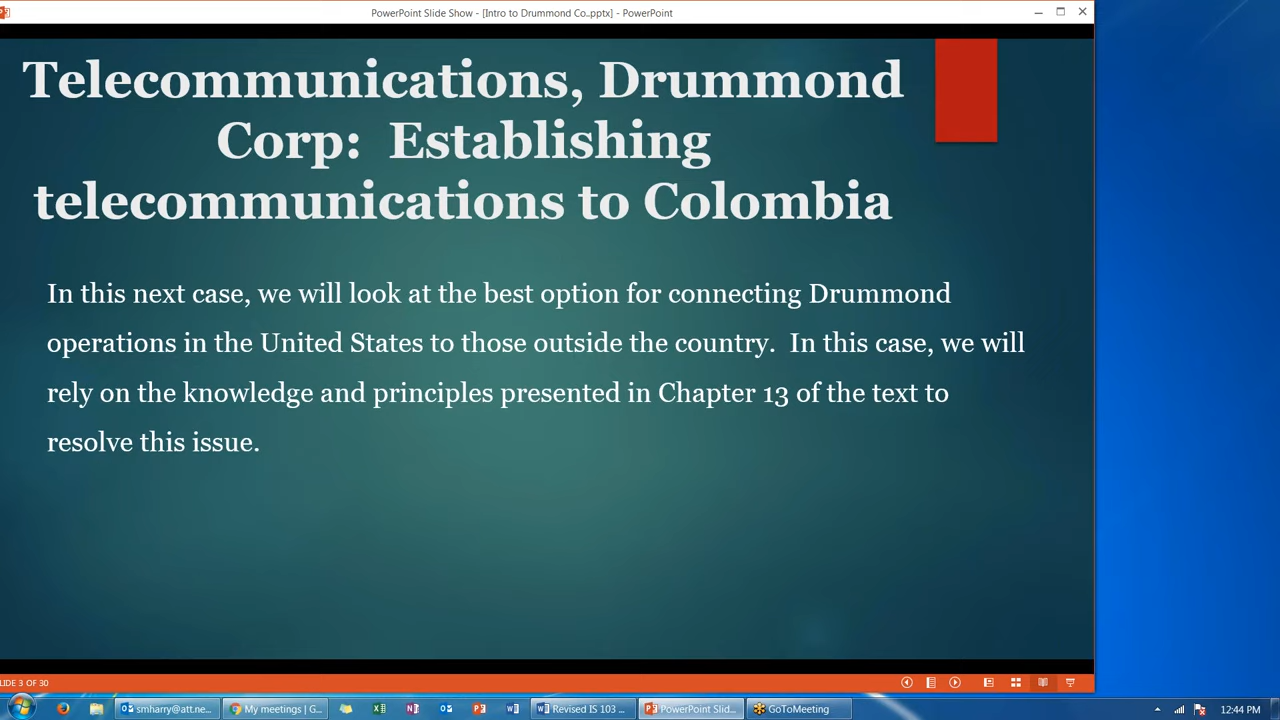 PowerPoint Slide Show - [Intro to Drummond Co..pptx] - PowerPoint
Telecommunications, Drummond
Corp: Establishing
telecommunications to Colombia
In this next case, we will look at the best option for connecting Drummond
operations in the United States to those outside the country. In this case, we will
rely on the knowledge and principles presented in Chapter 13 of the text to
resolve this issue.
LIDE 3 OF 30
smharry@att.ne... My meetings | G... Revised IS 103 ... PowerPoint Slid... GoToMeeting 12:44 PM